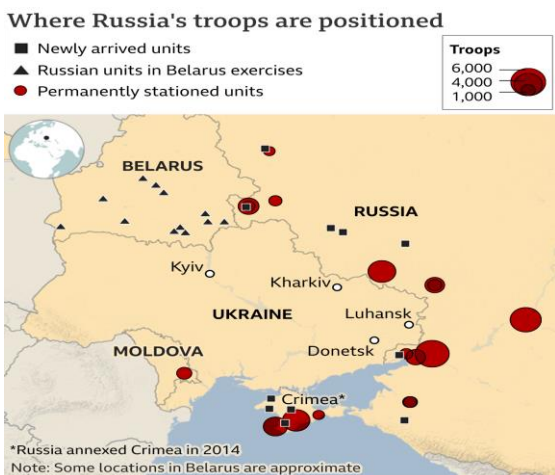 Where Russia's troops are positioned
Newly arrived units
Russian units in Belarus exercises
Permanently stationed units
Troops
6,000
4,000
1,000
BELARUS
RUSSIA
Kyiv
Kharkiv
UKRAINE
Luhansk
Donetsk
MOLDOVA
Crimea*
*Russia annexed Crimea in 2014
Note: Some locations in Belarus are approximate